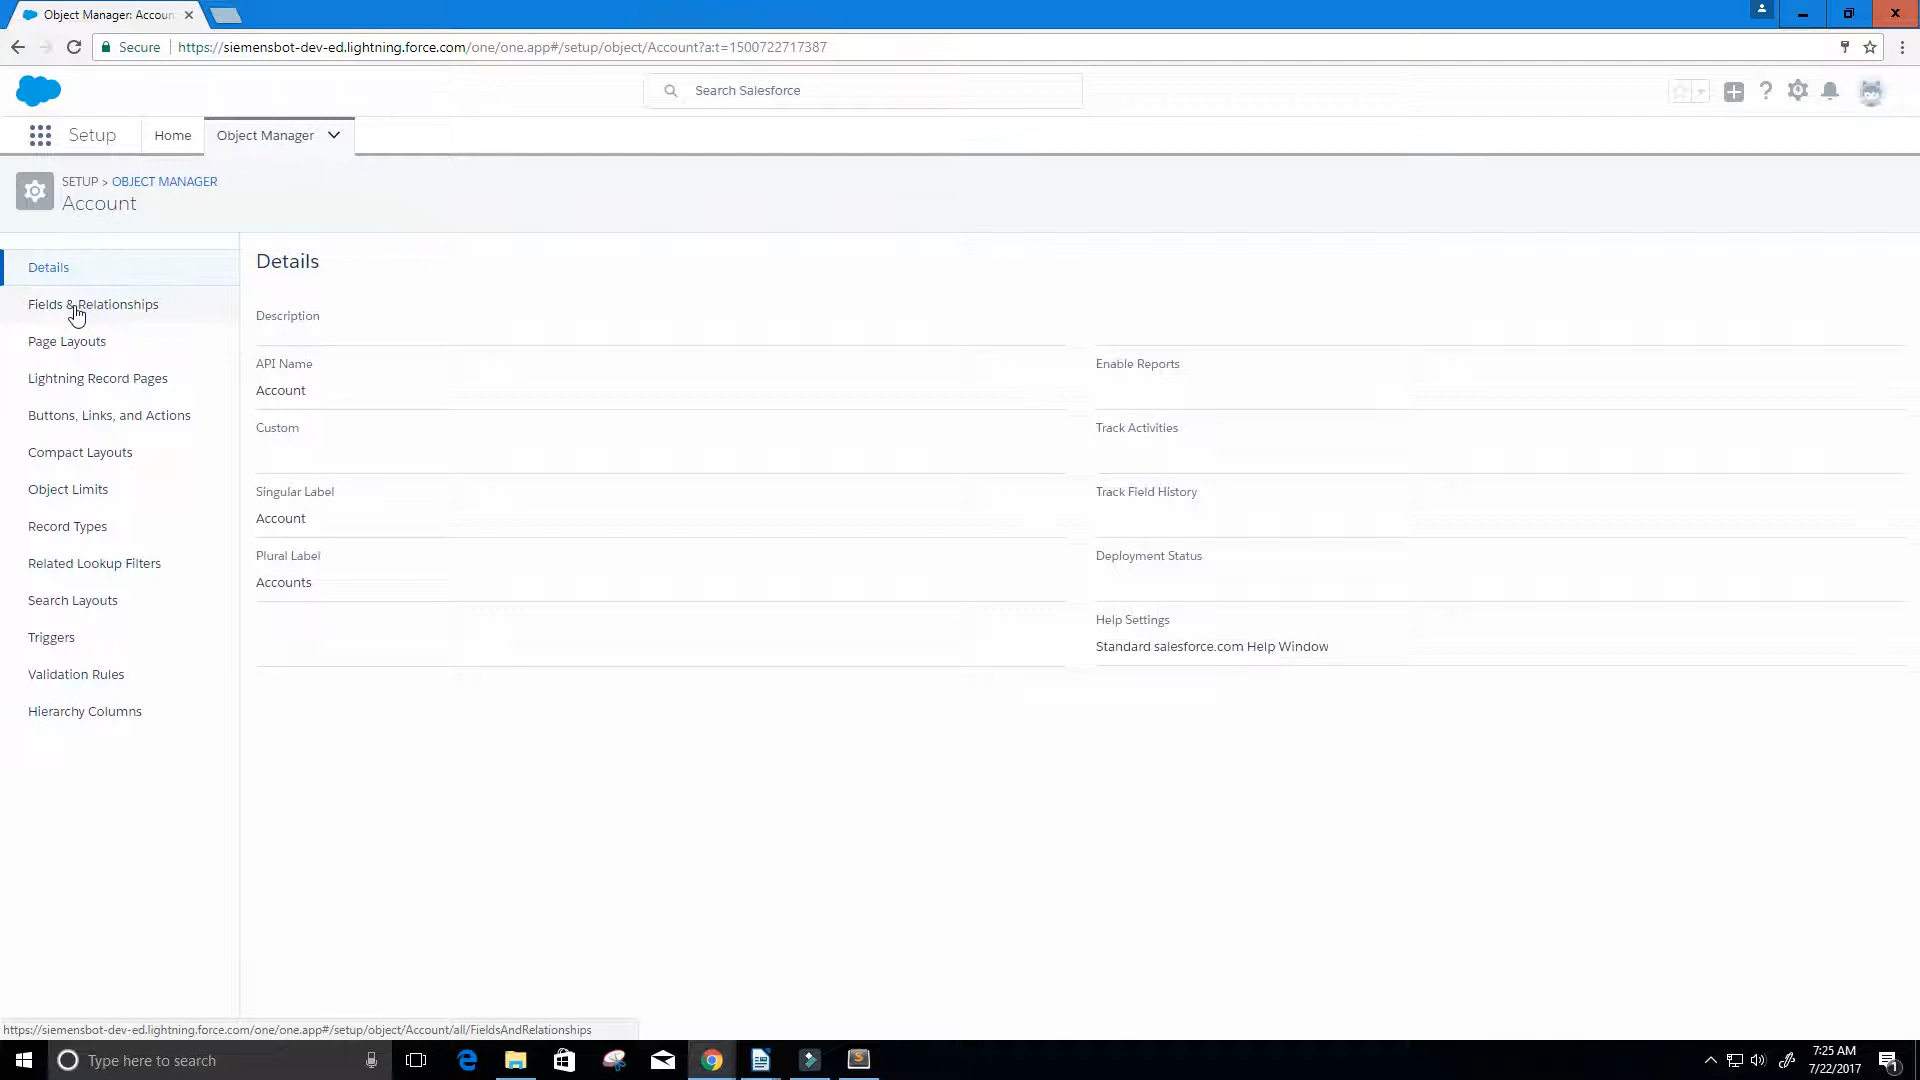 Object Manager: Accoun
Secure
https://siemensbot-dev-ed.lightning.force.com/one/one.app#/setup/object/Account?a:t=1500722717387
Search Salesforce
Setup
Home
Object Manager
SETUP > OBJECT MANAGER
Account
Details
Fields & Relationships
Page Layouts
Lightning Record Pages
Buttons, Links, and Actions
Compact Layouts
Object Limits
Record Types
Related Lookup Filters
Search Layouts
Triggers
Validation Rules
Hierarchy Columns
Details
Description
API Name
Account
Custom
Singular Label
Account
Plural Label
Accounts
Enable Reports
Track Activities
Track Field History
Deployment Status
Help Settings
Standard salesforce.com Help Window
https://siemensbot-dev-ed.lightning.force.com/one/one.app#/setup/object/Account/all/FieldsAndRelationships
Type here to search
7:25 AM
7/22/2017
1